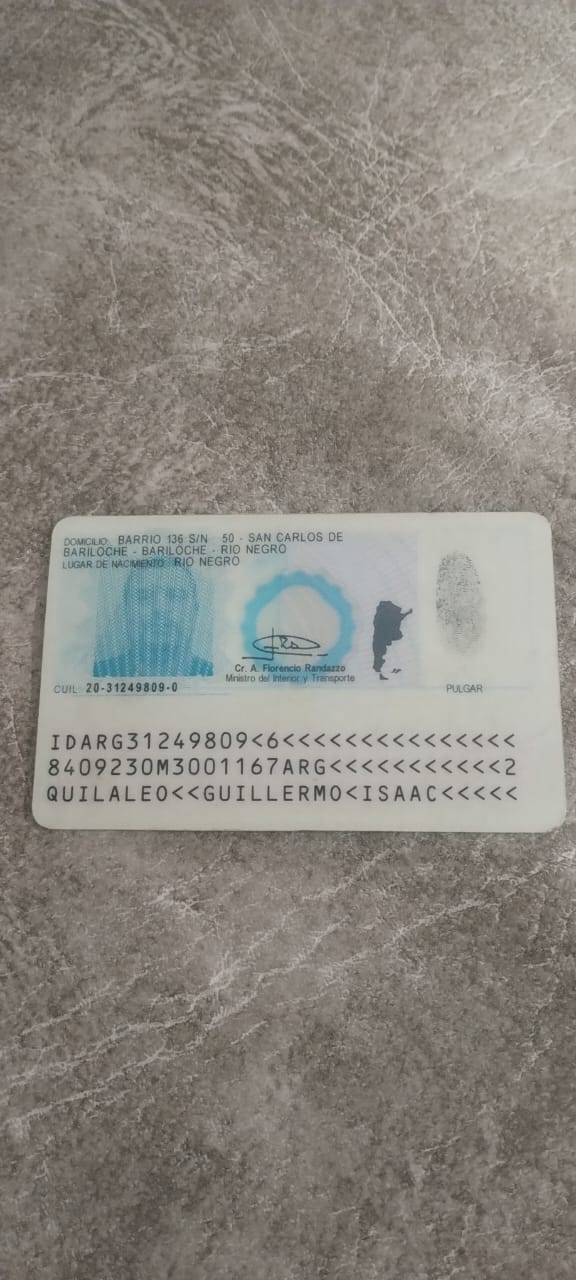 DOMICILIO: BARRIO 136 S/N 50 - SAN CARLOS DE
BARILOCHE - BARILOCHE - RIO NEGRO
LUGAR DE NACIMIENTO: RIO NEGRO
Cr. A. Florencio Randazzo
Ministro del Interior y Transporte
CUIL: 20-31249809-0
PULGAR
IDARG31249809<6<<<<<<<<<<<<<<<
8409230M3001167ARG<<<<<<<<<<<2
QUILALEO<<GUILLERMO<ISAAC<<<<<